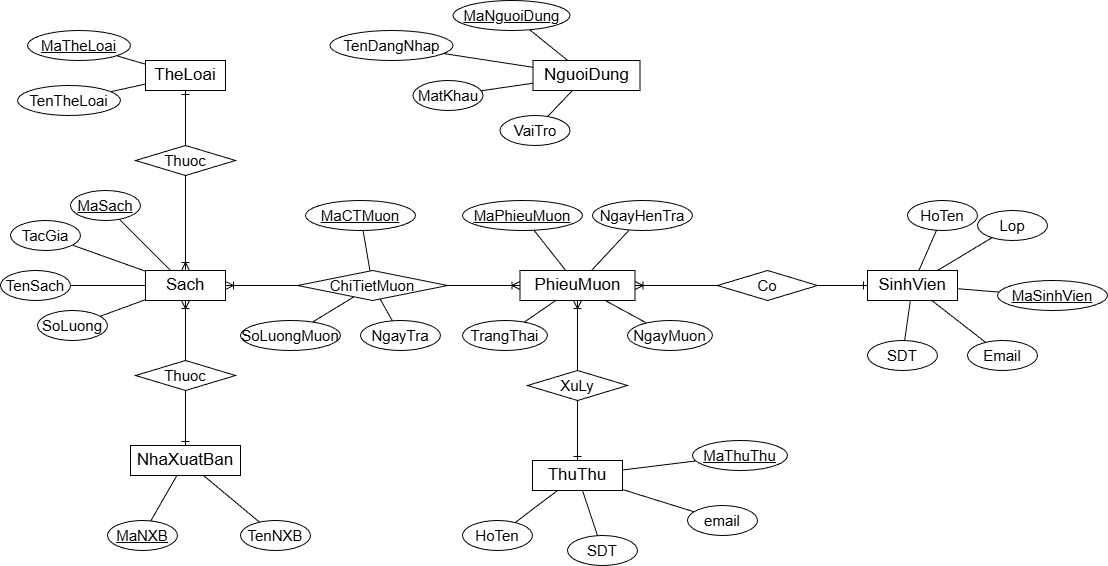 MaNguoiDung
MaTheLoai
TenDangNhap
TheLoai
NguoiDung
TenTheLoai
MatKhau
VaiTro
Thuoc
MaSach
MaCTMuon
MaPhieuMuon
NgayHenTra
HoTen
Lop
TacGia
TenSach
Sach
ChiTietMuon
PhieuMuon
Co
SinhVien
MaSinhVien
SoLuong
SoLuongMuon
NgayTra
TrangThai
NgayMuon
SDT
Email
Thuoc
XuLy
NhaXuatBan
MaThuThu
ThuThu
MaNXB
TenNXB
HoTen
SDT
email